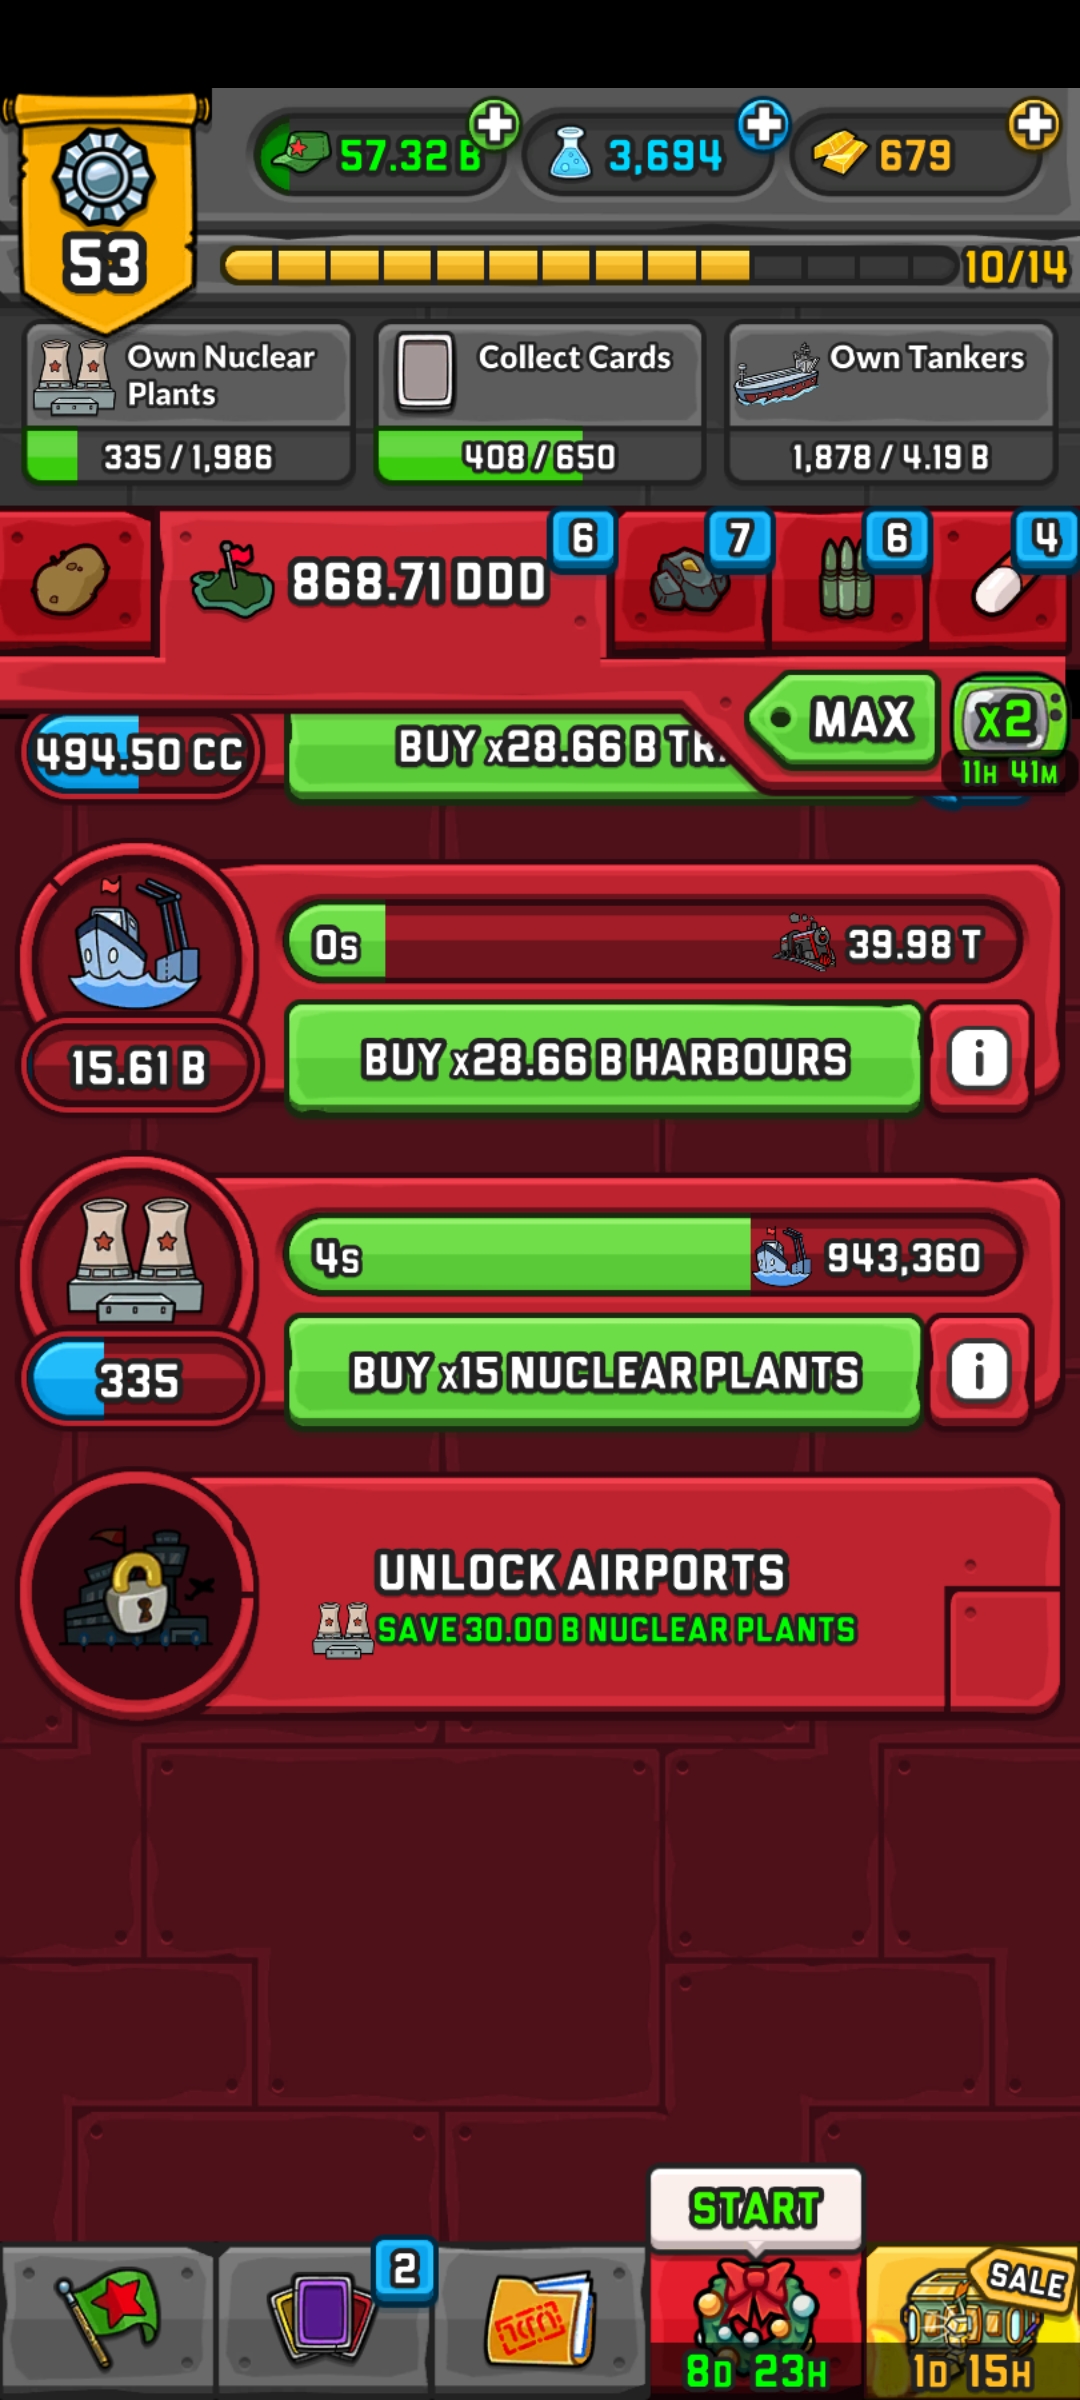 57.32 B
3,694
679
53
10/14
Own Nuclear
Plants
335 / 1,986
Collect Cards
408 / 650
Own Tankers
1,878 / 4.19 B
868.71 DDD
6
7
6
4
MAX
x2
11H 41M
494.50 CC
BUY x28.66 B
0s
39.98 T
15.61 B
BUY x28.66 B HARBOURS
i
4s
943,360
335
BUY x15 NUCLEAR PLANTS
i
UNLOCK AIRPORTS
SAVE 30.00 B NUCLEAR PLANTS
START
2
SALE
8D 23H
1D 15H